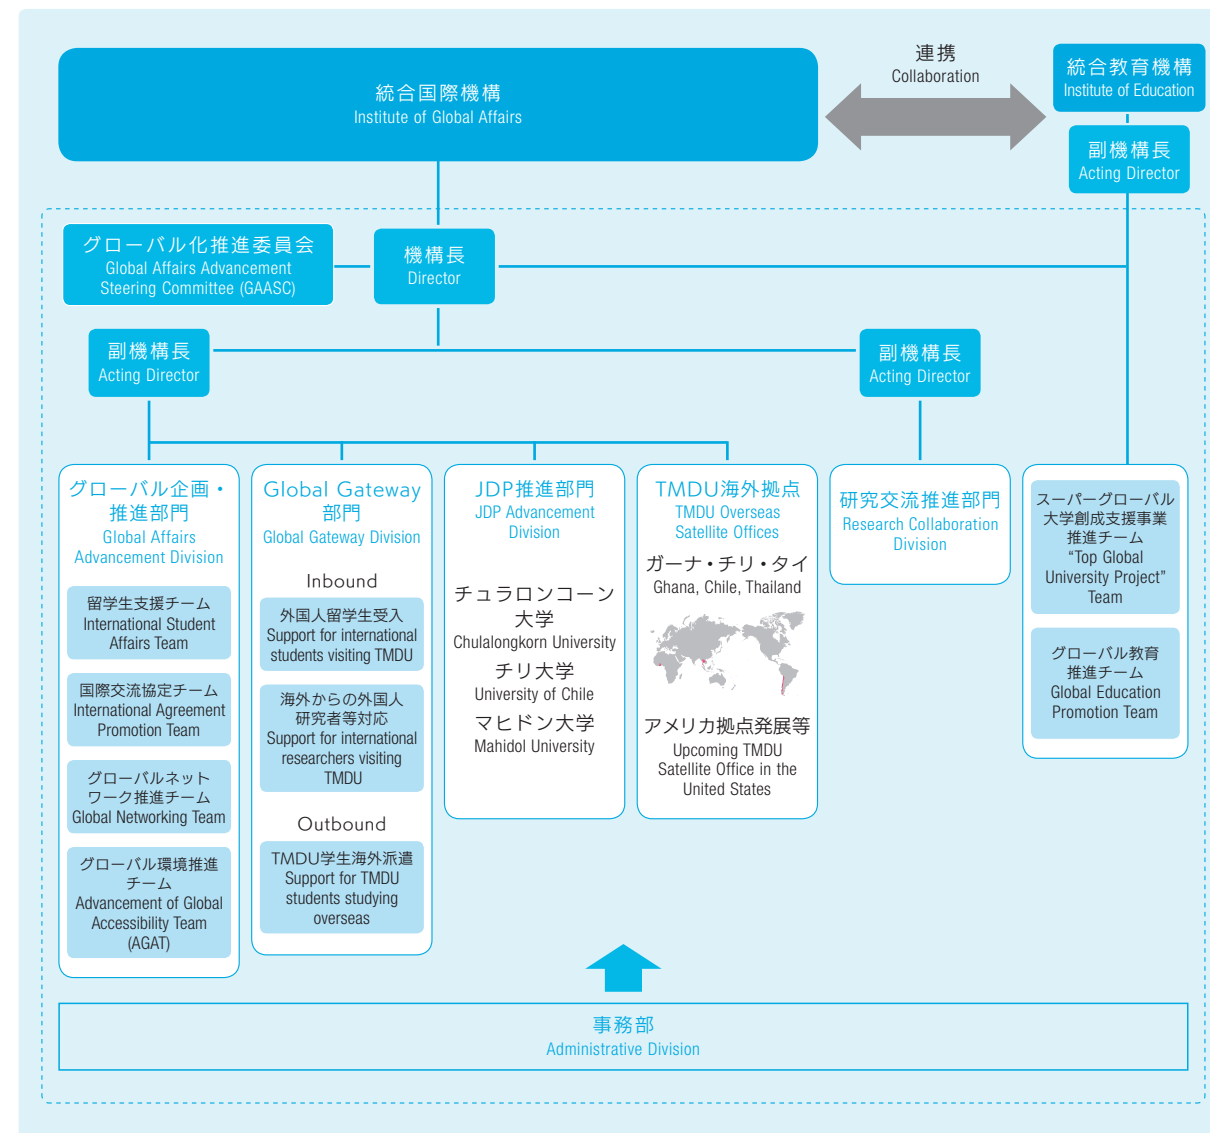 統合国際機構
Institute of Global Affairs
連携
Collaboration
統合教育機構
Institute of Education
副機構長
Acting Director
グローバル化推進委員会
Global Affairs Advancement
Steering Committee (GAASC)
機構長
Director
副機構長
Acting Director
副機構長
Acting Director
グローバル企画・
推進部門
Global Affairs
Advancement Division
留学生支援チーム
International Student
Affairs Team
国際交流協定チーム
International Agreement
Promotion Team
グローバルネット
ワーク推進チーム
Global Networking Team
グローバル環境推進
チーム
Advancement of Global
Accessibility Team
(AGAT)
Global Gateway
部門
Global Gateway Division
Inbound
外国人留学生受入
Support for international
students visiting TMDU
海外からの外国人
研究者等対応
Support for international
researchers visiting
TMDU
Outbound
TMDU学生海外派遣
Support for TMDU
students studying
overseas
JDP推進部門
JDP Advancement
Division
チュラロンコーン
大学
Chulalongkorn University
チリ大学
University of Chile
マヒドン大学
Mahidol University
TMDU海外拠点
TMDU Overseas
Satellite Offices
ガーナ・チリ・タイ
Ghana, Chile, Thailand
アメリカ拠点発展等
Upcoming TMDU
Satellite Office in the
United States
研究交流推進部門
Research Collaboration
Division
スーパーグローバル
大学創成支援事業
推進チーム
“Top Global
University Project”
Team
グローバル教育
推進チーム
Global Education
Promotion Team
事務部
Administrative Division